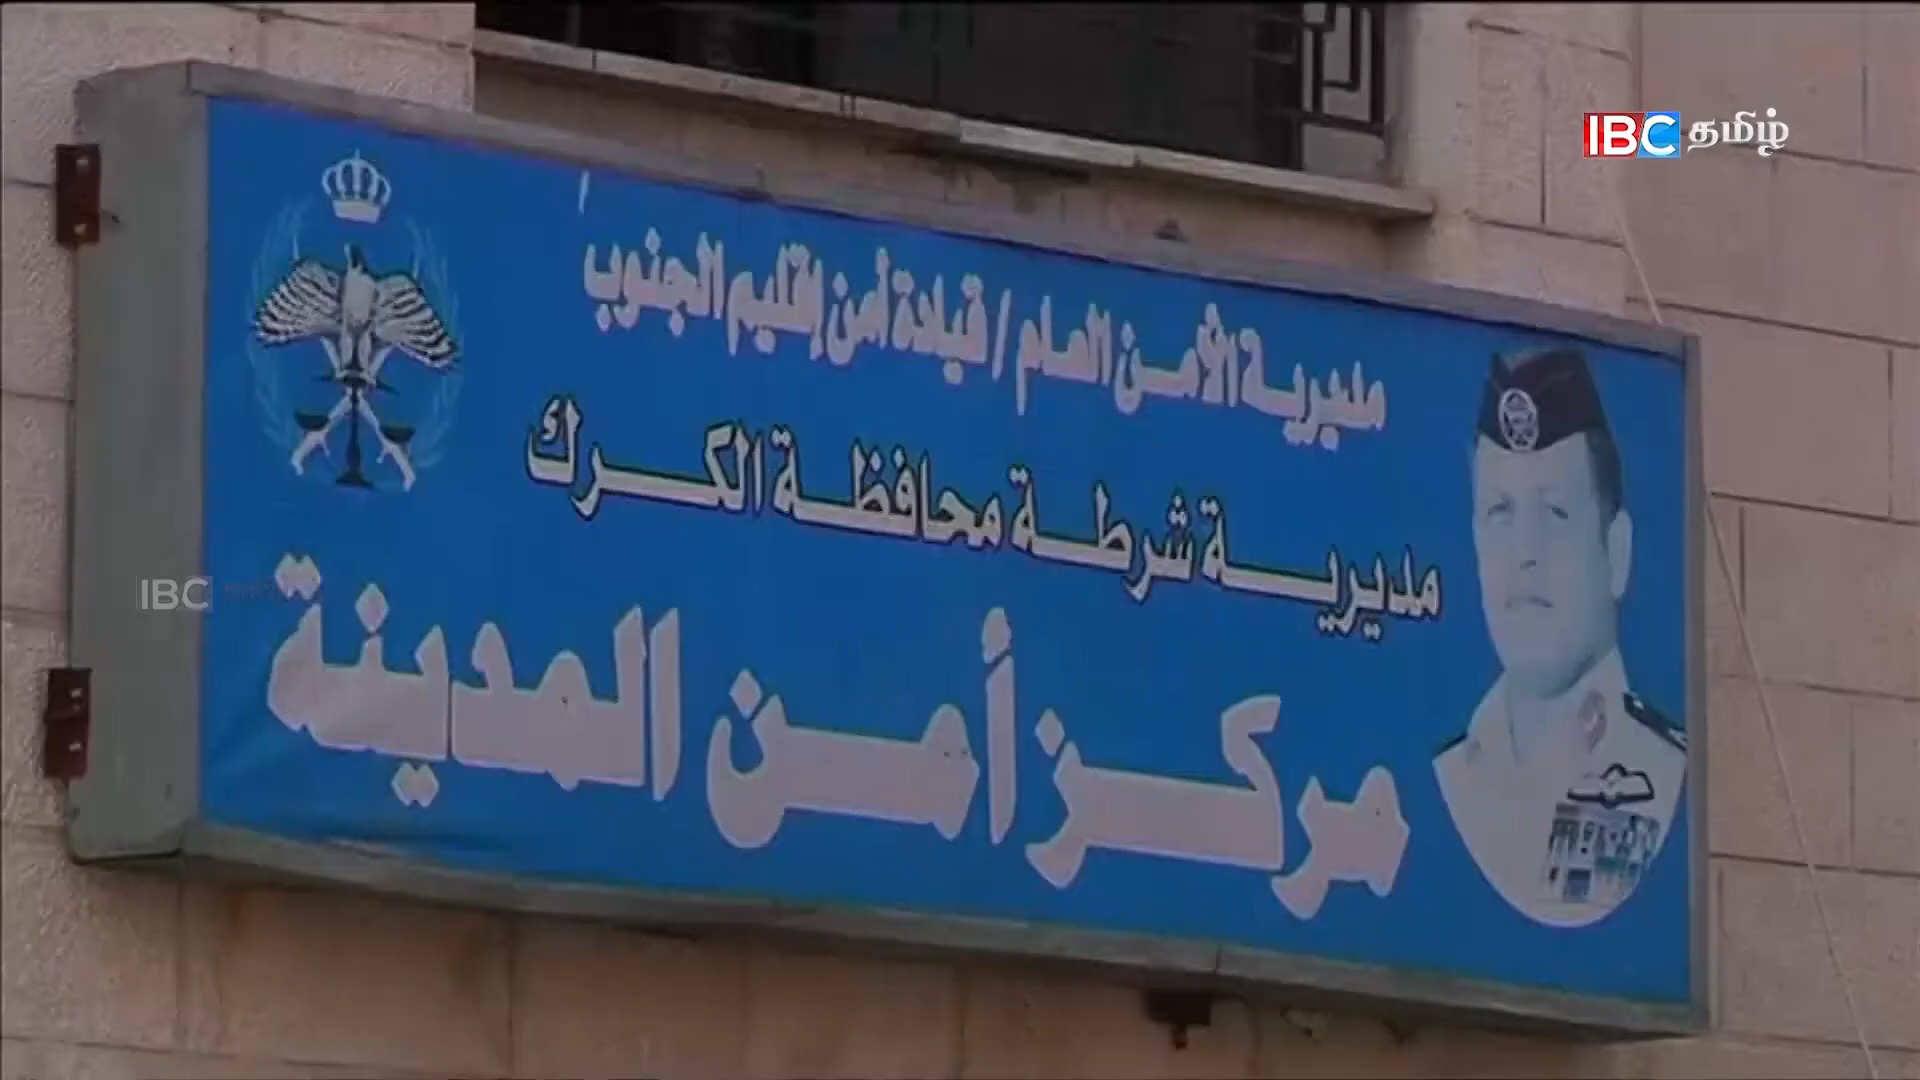 IBC தமிழ்
مديرية الأمن العام / قيادة أمن إقليم الجنوب
مديرية شرطة محافظة الكرك
مركز أمن المدينة
IBC